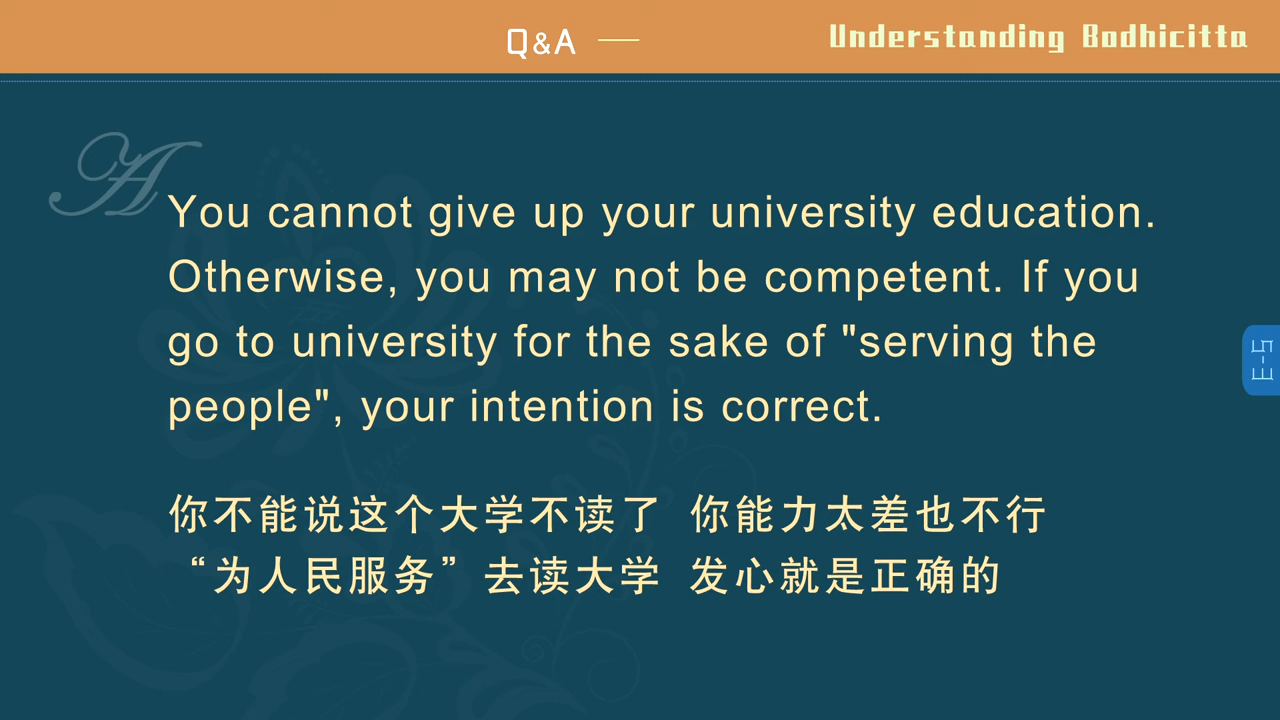 Q&A
Understanding Bodhicitta
A
You cannot give up your university education.
Otherwise, you may not be competent. If you
go to university for the sake of "serving the
people", your intention is correct.
你不能说这个大学不读了 你能力太差也不行
“为人民服务”去读大学 发心就是正确的
5-3